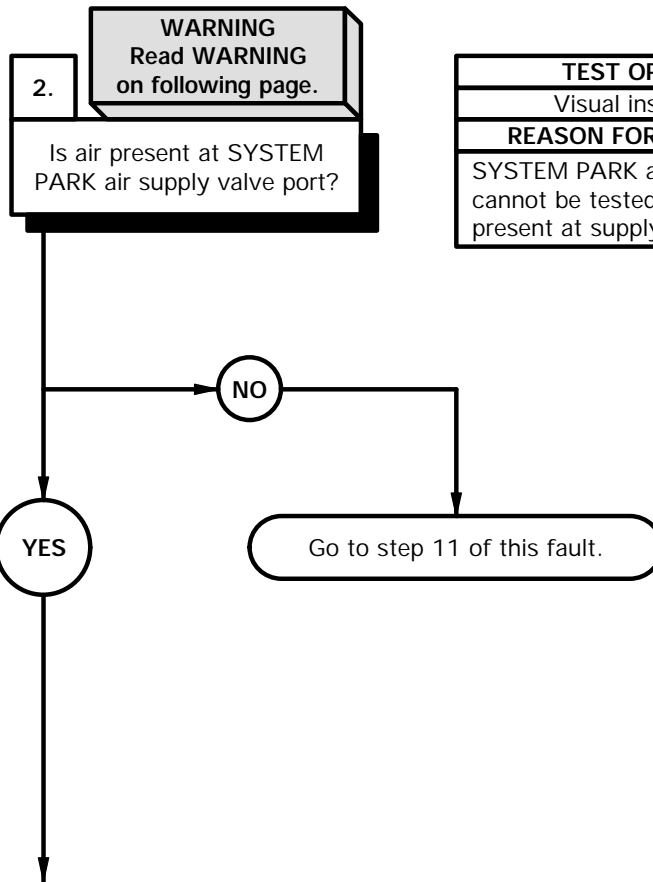 WARNING
Read WARNING
on following page.
2.
Is air present at SYSTEM
PARK air supply valve port?
TEST OP
Visual ins
REASON FOR
SYSTEM PARK a
cannot be tested
present at supply
NO
YES
Go to step 11 of this fault.